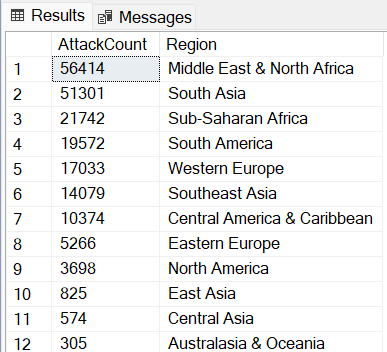 Results Messages
AttackCount Region
1 56414 Middle East & North Africa
2 51301 South Asia
3 21742 Sub-Saharan Africa
4 19572 South America
5 17033 Western Europe
6 14079 Southeast Asia
7 10374 Central America & Caribbean
8 5266 Eastern Europe
9 3698 North America
10 825 East Asia
11 574 Central Asia
12 305 Australasia & Oceania